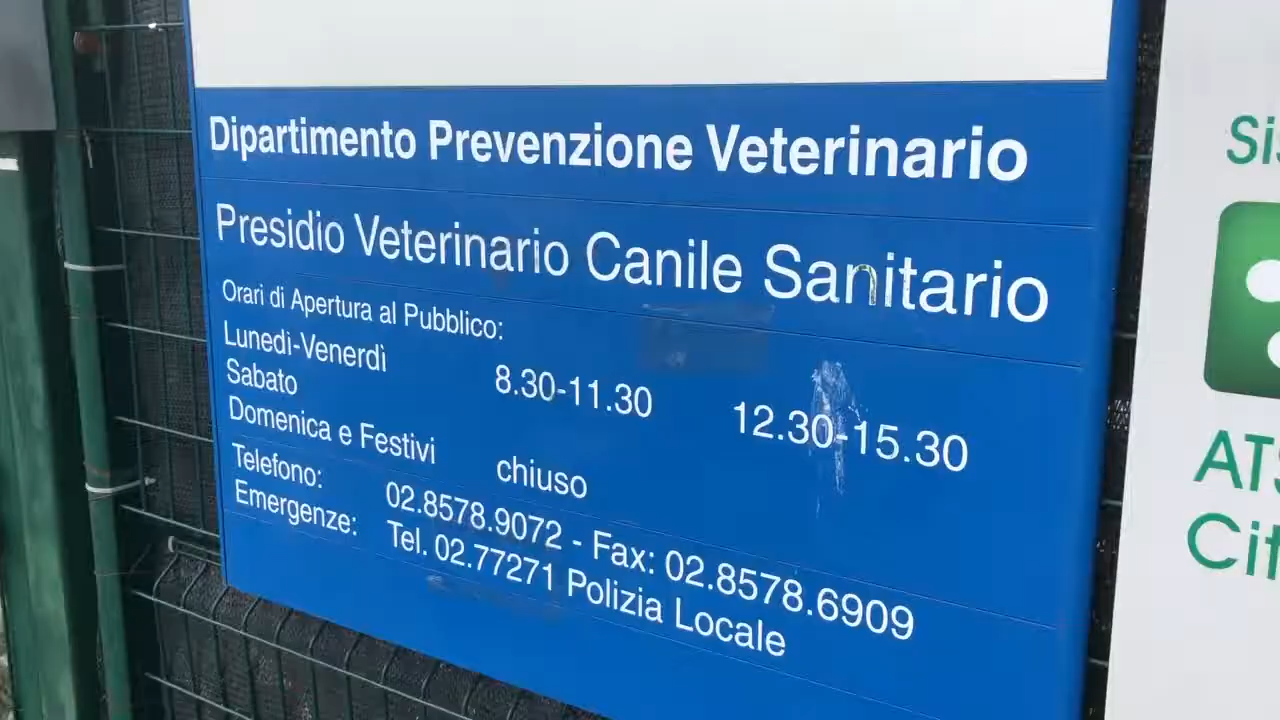 Dipartimento Prevenzione Veterinario
Presidio Veterinario Canile Sanitario
Orari di Apertura al Pubblico:
Lunedì-Venerdì 8.30-11.30 12.30-15.30
Sabato
Domenica e Festivi chiuso
Telefono: 02.8578.9072 - Fax: 02.8578.6909
Emergenze: Tel. 02.77271 Polizia Locale